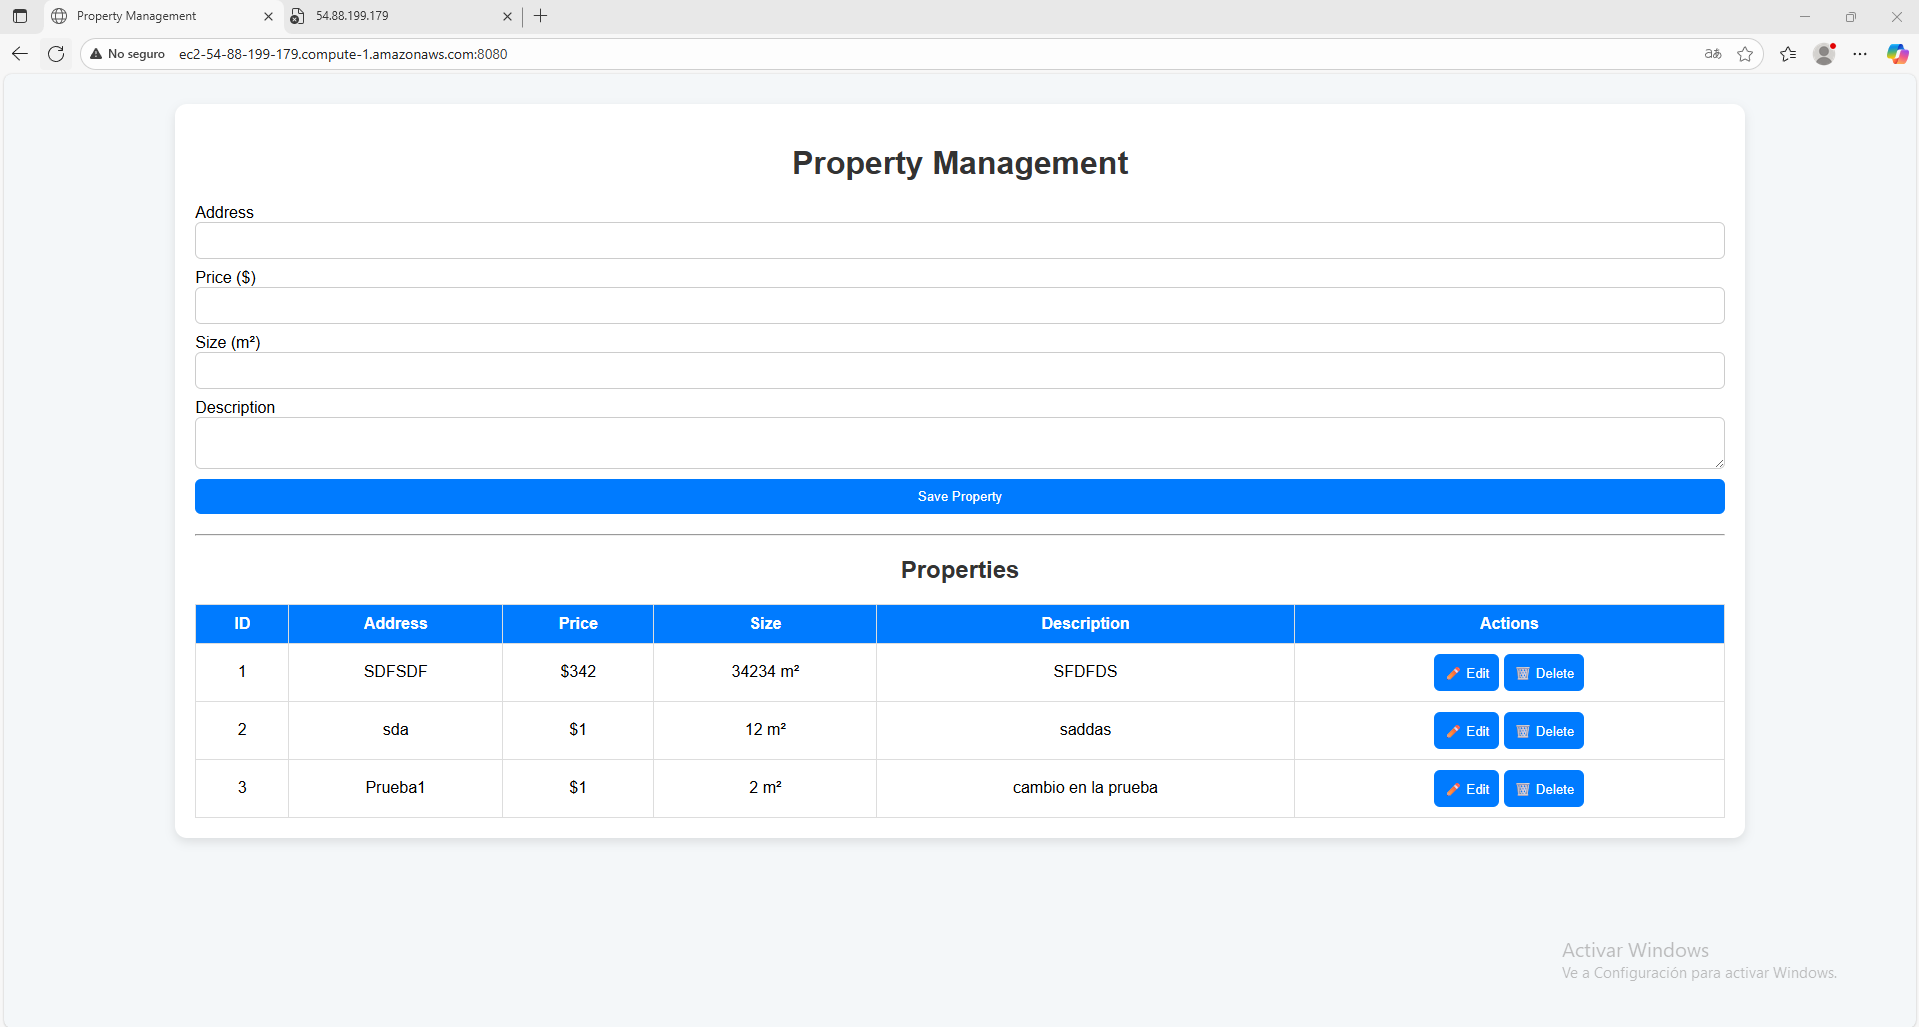 Property Management
54.88.199.179
No seguro ec2-54-88-199-179.compute-1.amazonaws.com:8080
aあ
Property Management
Address
Price ($)
Size (m²)
Description
Save Property
Properties
ID Address Price Size Description Actions
1 SDFSDF $342 34234 m² SFDFDS Edit Delete
2 sda $1 12 m² saddas Edit Delete
3 Prueba1 $1 2 m² cambio en la prueba Edit Delete
Activar Windows
Ve a Configuración para activar Windows.